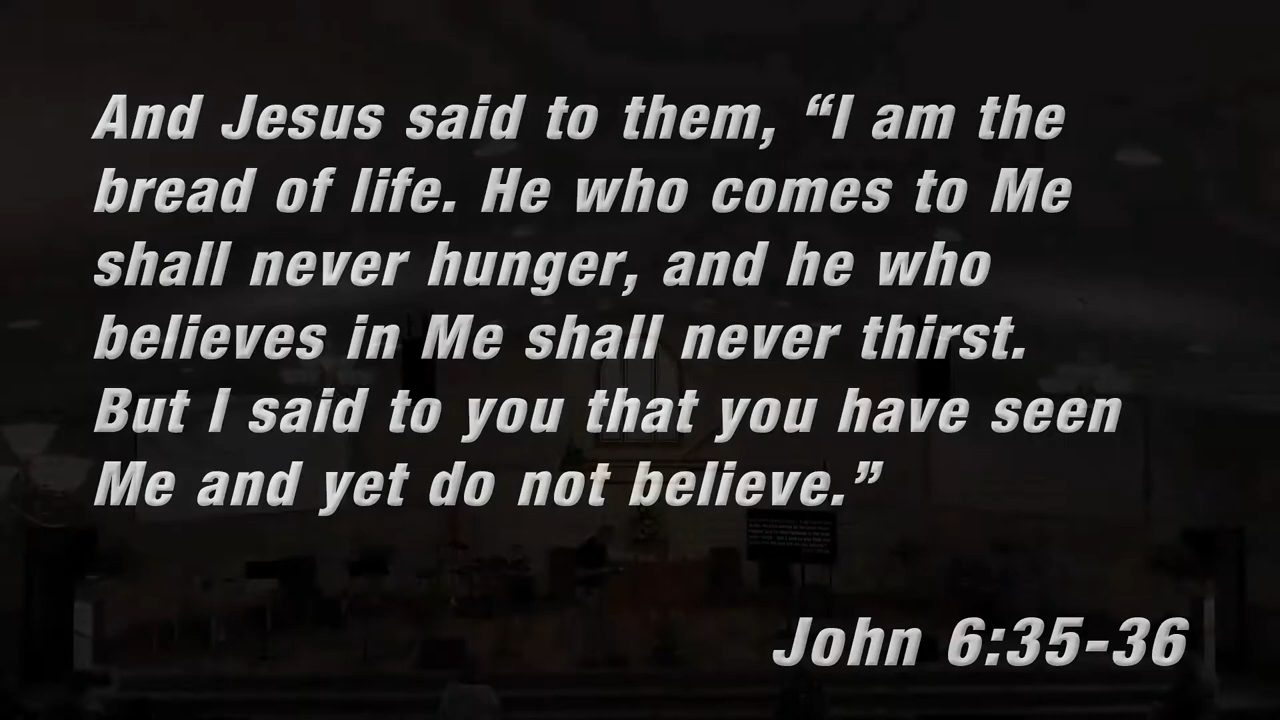 And Jesus said to them, “I am the
bread of life. He who comes to Me
shall never hunger, and he who
believes in Me shall never thirst.
But I said to you that you have seen
Me and yet do not believe.”
John 6:35-36